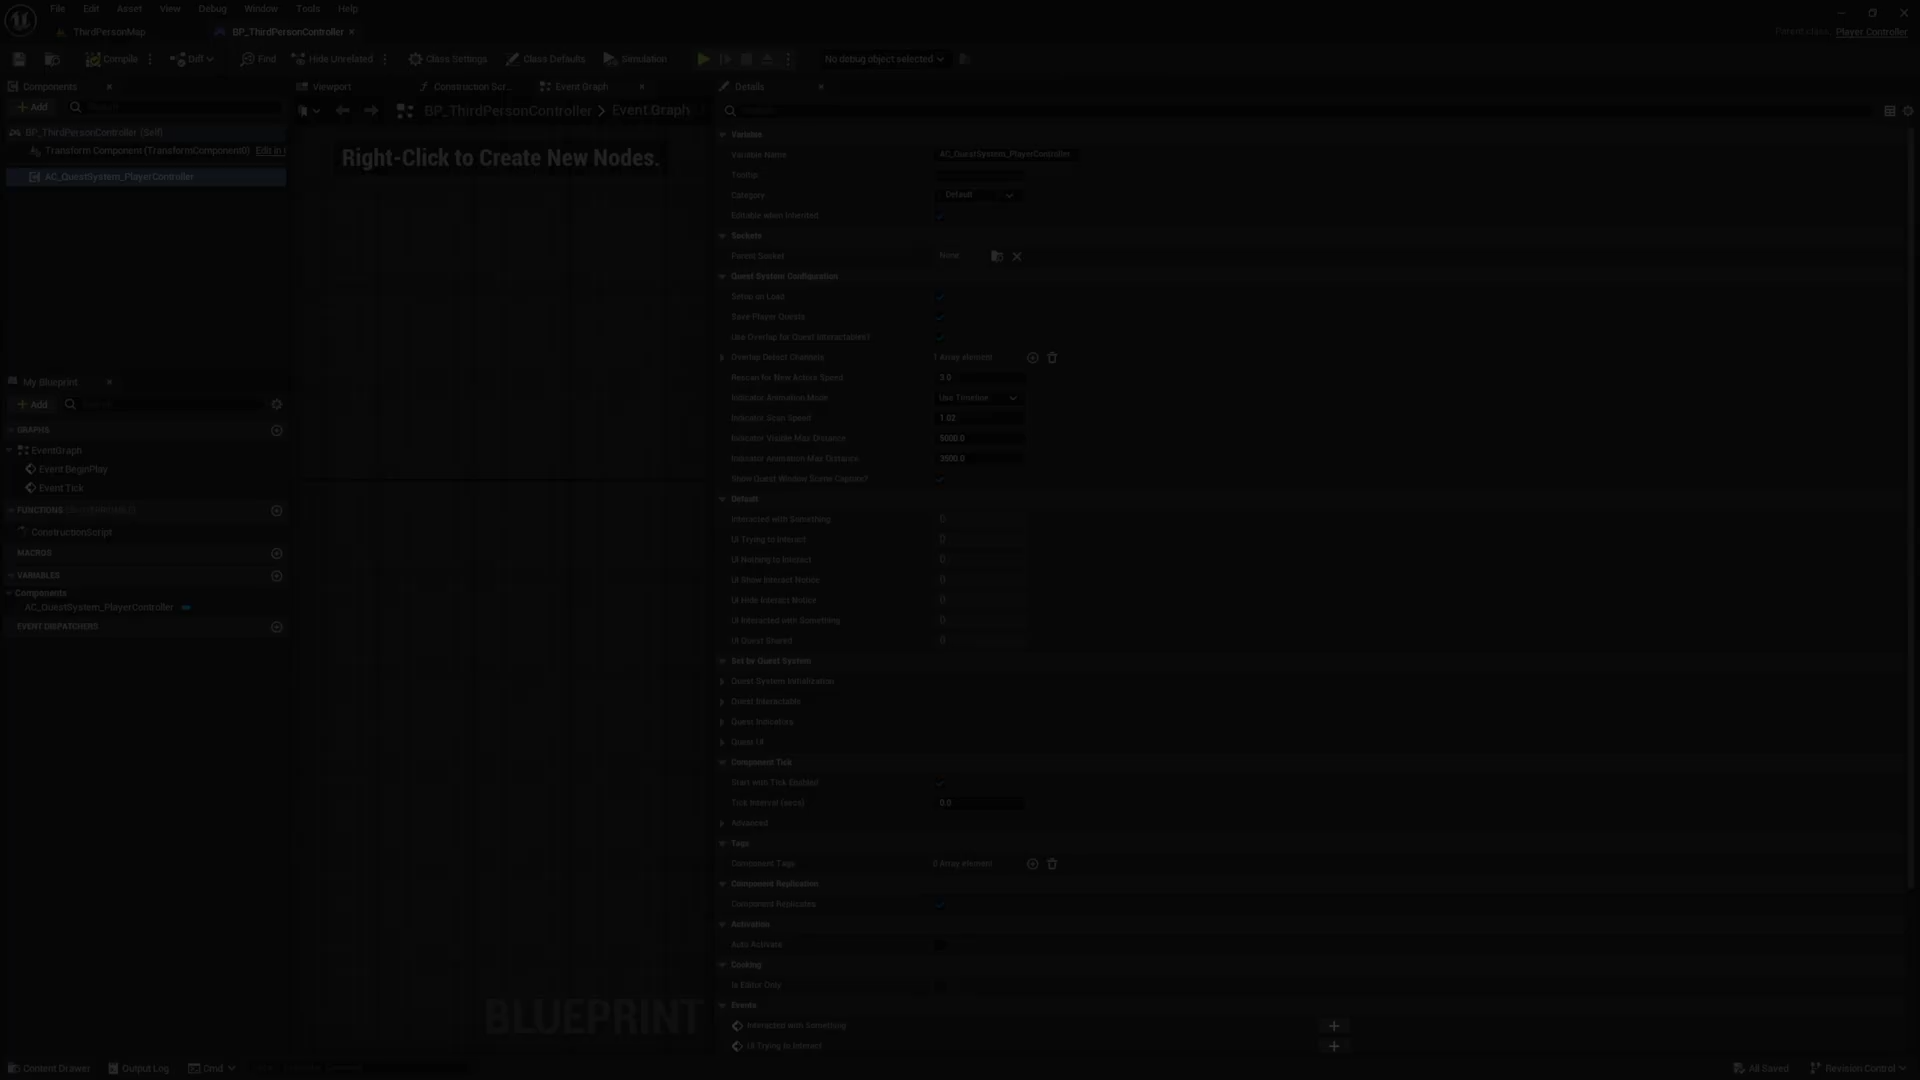 File Edit Asset View Debug Window Tools Help
ThirdPersonMap BP_ThirdPersonController
Parent class: Player Controller
Compile Diff Find Hide Unrelated Class Settings Class Defaults Simulation No debug object selected
Components
Viewport Construction Scr... Event Graph Details
Add Search
BP_ThirdPersonController > Event Graph
BP_ThirdPersonController (Self)
Transform Component (TransformComponent0) Edit in
AC_QuestSystem_PlayerController
Right-Click to Create New Nodes.
My Blueprint
Add Search
GRAPHS
EventGraph
Event BeginPlay
Event Tick
FUNCTIONS
ConstructionScript
MACROS
VARIABLES
Components
AC_QuestSystem_PlayerController
EVENT DISPATCHERS
BLUEPRINT
Variable
Variable Name AC_QuestSystem_PlayerController
Tooltip
Category Default
Editable when Inherited
Sockets
Parent Socket None
Quest System Configuration
Setup on Load
Save Player Quests
Use Overlap for Quest Interactables?
Overlap Detect Channels 1 Array element
Rescan for New Actors Speed 3.0
Indicator Animation Mode Use Timeline
Indicator Scan Speed 1.02
Indicator Visible Max Distance 5000.0
Indicator Animation Max Distance 3500.0
Show Quest Window Scene Capture?
Default
Interacted with Something
UI Trying to Interact
UI Nothing to Interact
UI Show Interact Notice
UI Hide Interact Notice
UI Interacted with Something
UI Quest Shared
Set by Quest System
Quest System Initialization
Quest Interactable
Quest Indicators
Quest UI
Component Tick
Start with Tick Enabled
Tick Interval (secs) 0.0
Advanced
Tags
Component Tags 0 Array element
Component Replication
Component Replicates
Activation
Auto Activate
Cooking
Is Editor Only
Events
Interacted with Something
UI Trying to Interact
Content Drawer Output Log Cmd
All Saved Revision Control